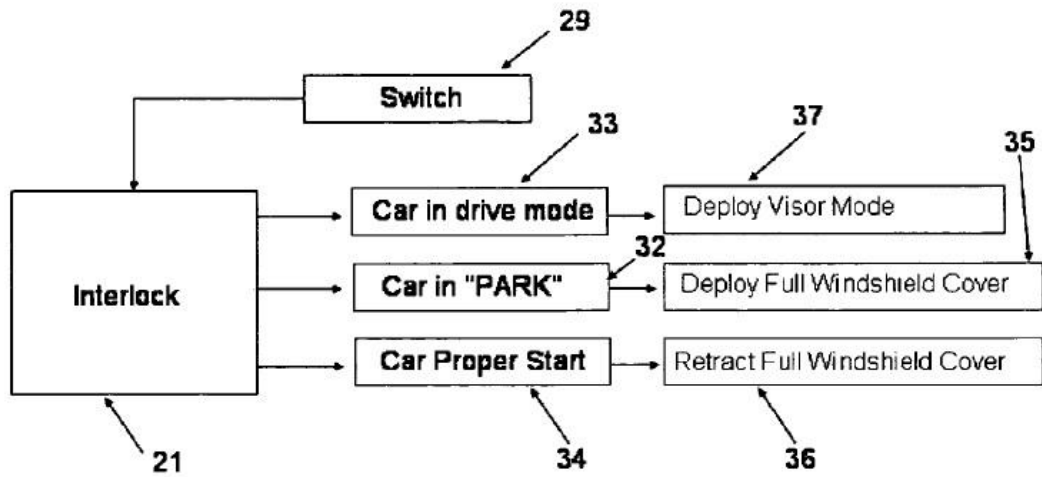 29
Switch
33
37
35
Car in drive mode
Deploy Visor Mode
32
Interlock
Car in "PARK"
Deploy Full Windshield Cover
Car Proper Start
Retract Full Windshield Cover
21
34
36